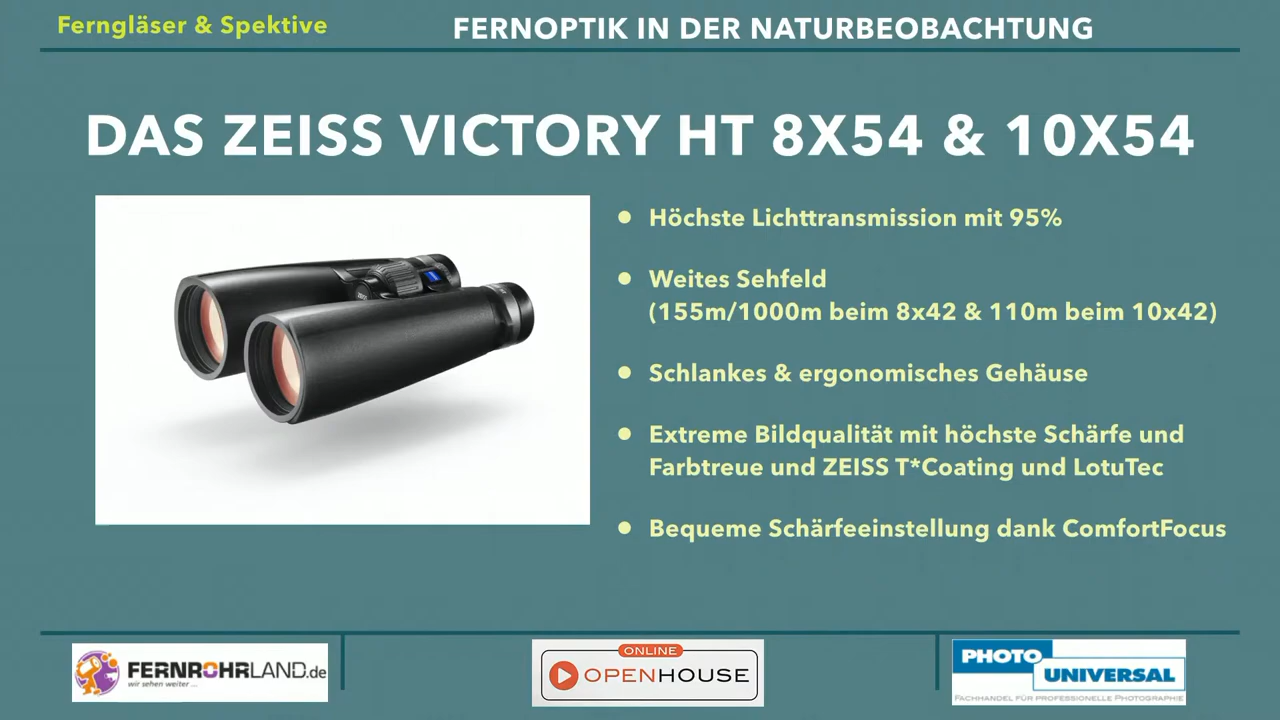 Ferngläser & Spektive
FERNOPTIK IN DER NATURBEOBACHTUNG
DAS ZEISS VICTORY HT 8X54 & 10X54
• Höchste Lichttransmission mit 95%
• Weites Sehfeld
(155m/1000m beim 8x42 & 110m beim 10x42)
• Schlankes & ergonomisches Gehäuse
• Extreme Bildqualität mit höchste Schärfe und
Farbtreue und ZEISS T*Coating und LotuTec
• Bequeme Schärfeeinstellung dank ComfortFocus
FERNROHRLAND.de
wir sehen weiter ...
ONLINE
OPENHOUSE
PHOTO
UNIVERSAL
FACHHANDEL FÜR PROFESSIONELLE PHOTOGRAPHIE